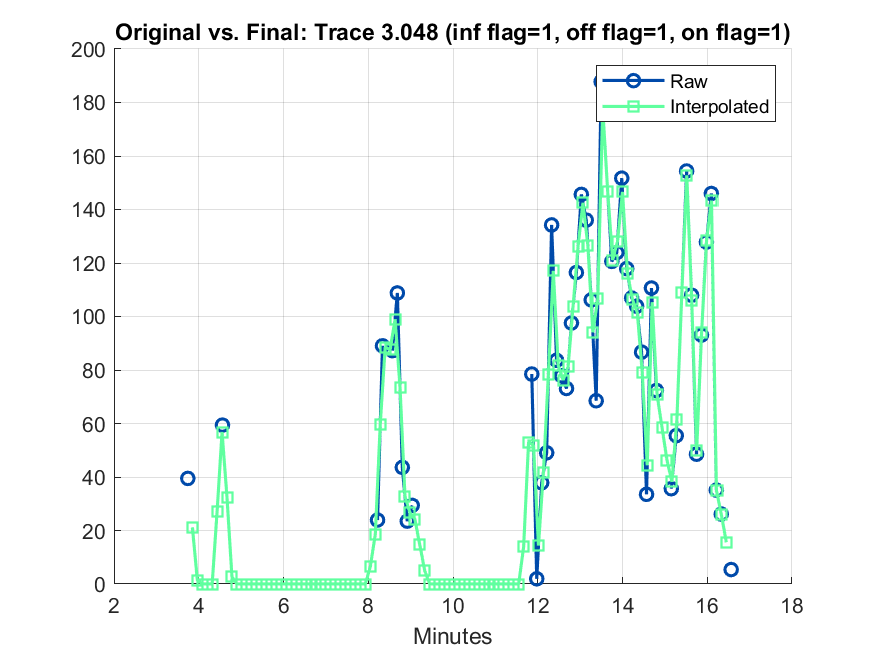 Original vs. Final: Trace 3.048 (inf flag=1, off flag=1, on flag=1)
200
180
160
140
120
100
80
60
40
20
0
Raw
Interpolated
2 4 6 8 10 12 14 16 18
Minutes